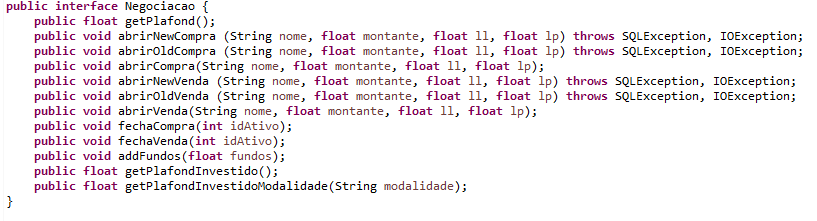 public interface Negociacao {
public float getPlafond();
public void abrirNewCompra (String nome, float montante, float ll, float lp) throws SQLException, IOException;
public void abrirOldCompra (String nome, float montante, float ll, float lp) throws SQLException, IOException;
public void abrirCompra(String nome, float montante, float ll, float lp);
public void abrirNewVenda (String nome, float montante, float ll, float lp) throws SQLException, IOException;
public void abrirOldVenda (String nome, float montante, float ll, float lp) throws SQLException, IOException;
public void abrirVenda(String nome, float montante, float ll, float lp);
public void fechaCompra(int idAtivo);
public void fechaVenda(int idAtivo);
public void addFundos(float fundos);
public float getPlafondInvestido();
public float getPlafondInvestidoModalidade(String modalidade);
}